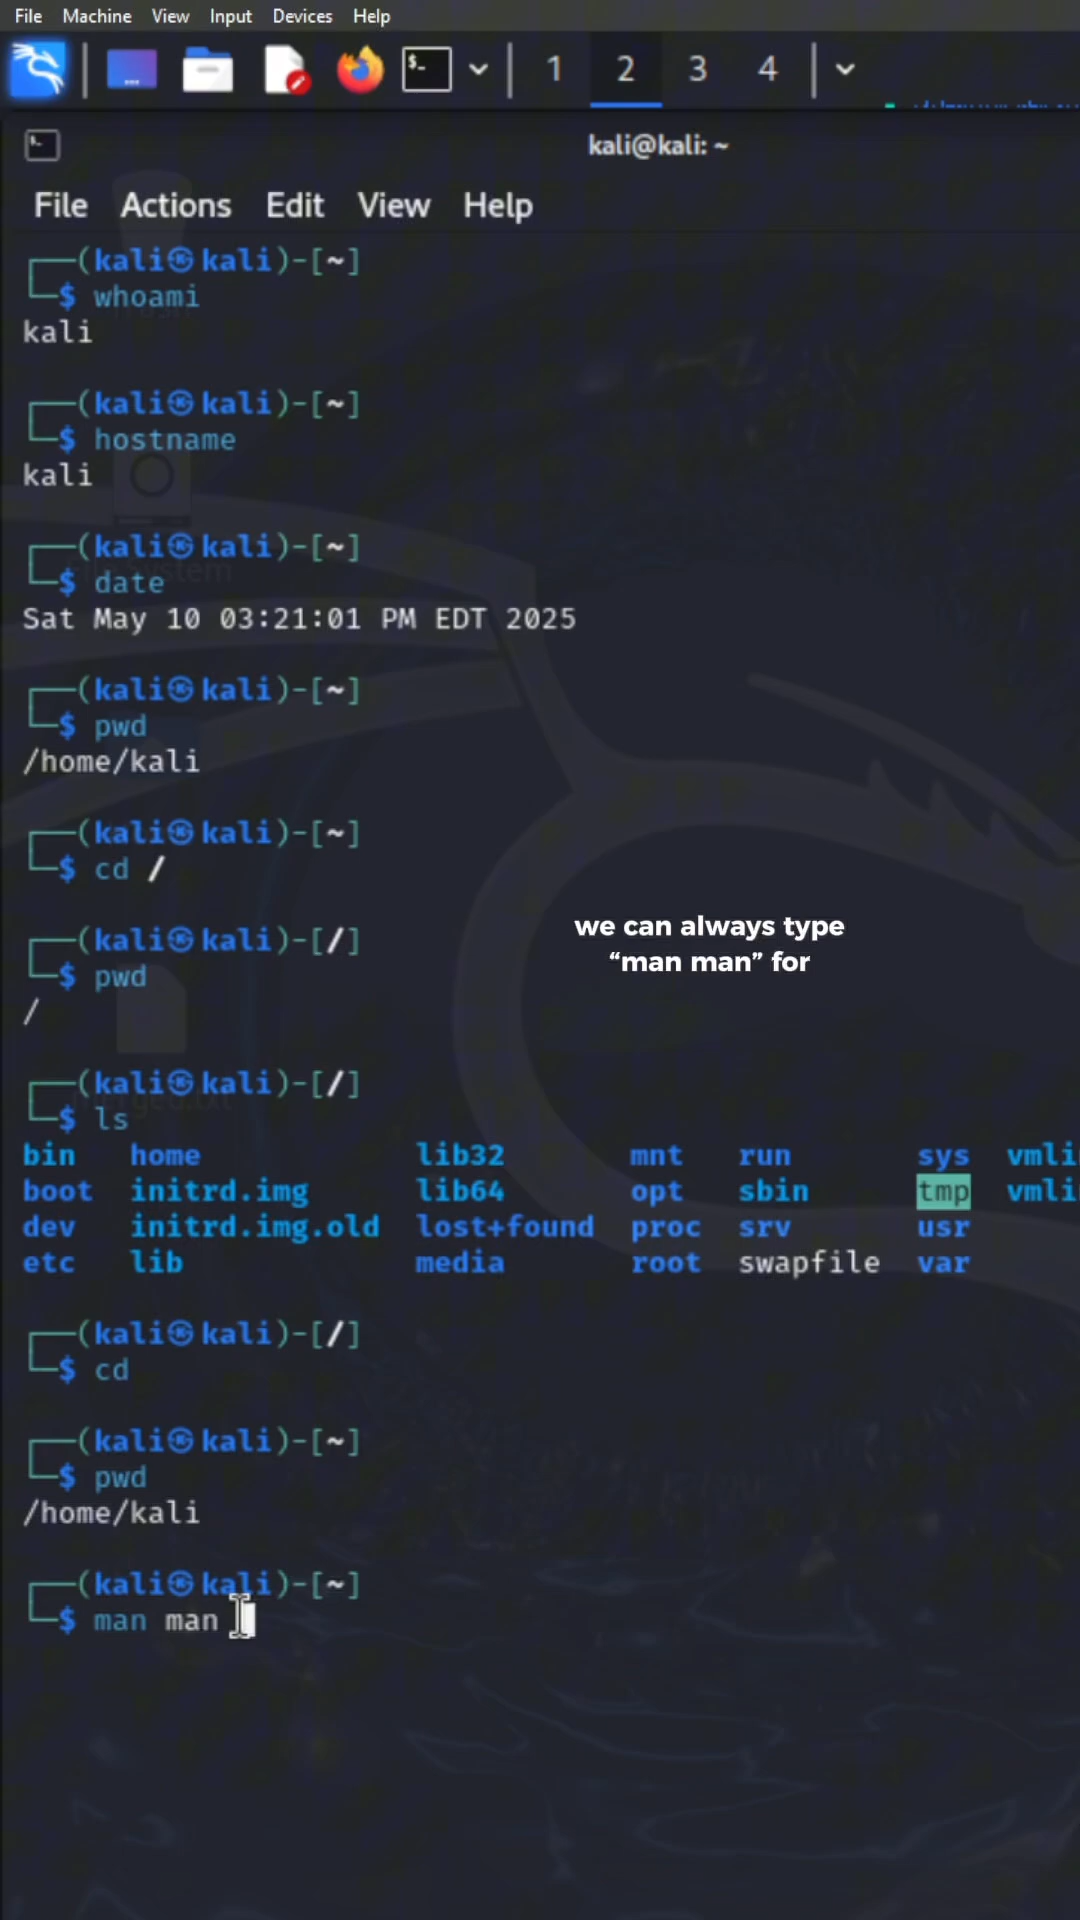 File Machine View Input Devices Help
1 2 3 4
kali@kali: ~
File Actions Edit View Help
┌──(kali㉿kali)-[~]
└─$ whoami
kali
┌──(kali㉿kali)-[~]
└─$ hostname
kali
┌──(kali㉿kali)-[~]
└─$ date
Sat May 10 03:21:01 PM EDT 2025
┌──(kali㉿kali)-[~]
└─$ pwd
/home/kali
┌──(kali㉿kali)-[~]
└─$ cd /
┌──(kali㉿kali)-[/]
└─$ pwd
/
we can always type
“man man” for
┌──(kali㉿kali)-[/]
└─$ ls
bin home lib32 mnt run sys vmli
boot initrd.img lib64 opt sbin tmp vmli
dev initrd.img.old lost+found proc srv usr
etc lib media root swapfile var
┌──(kali㉿kali)-[/]
└─$ cd
┌──(kali㉿kali)-[~]
└─$ pwd
/home/kali
┌──(kali㉿kali)-[~]
└─$ man man